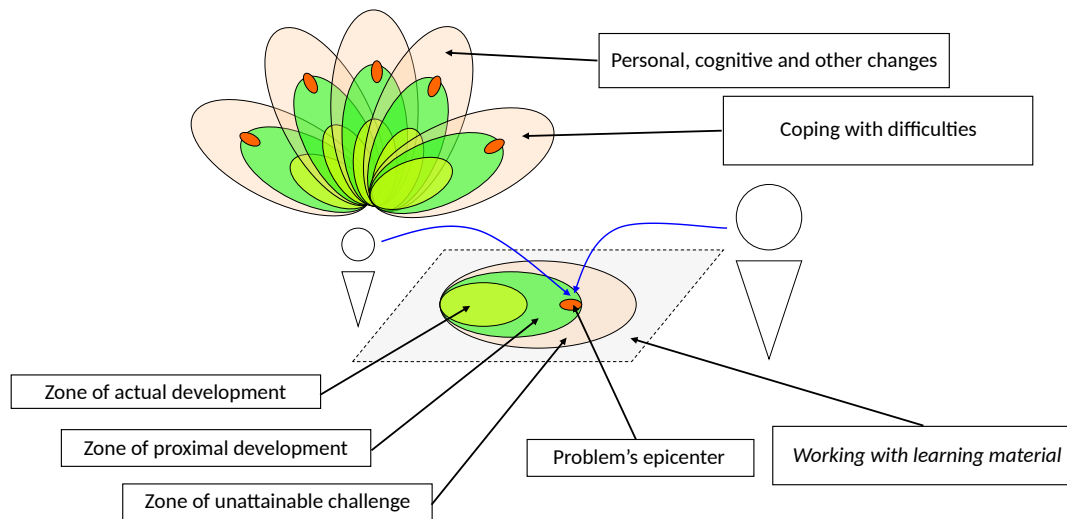 Personal, cognitive and other changes
Coping with difficulties
Zone of actual development
Zone of proximal development
Zone of unattainable challenge
Problem’s epicenter
Working with learning material